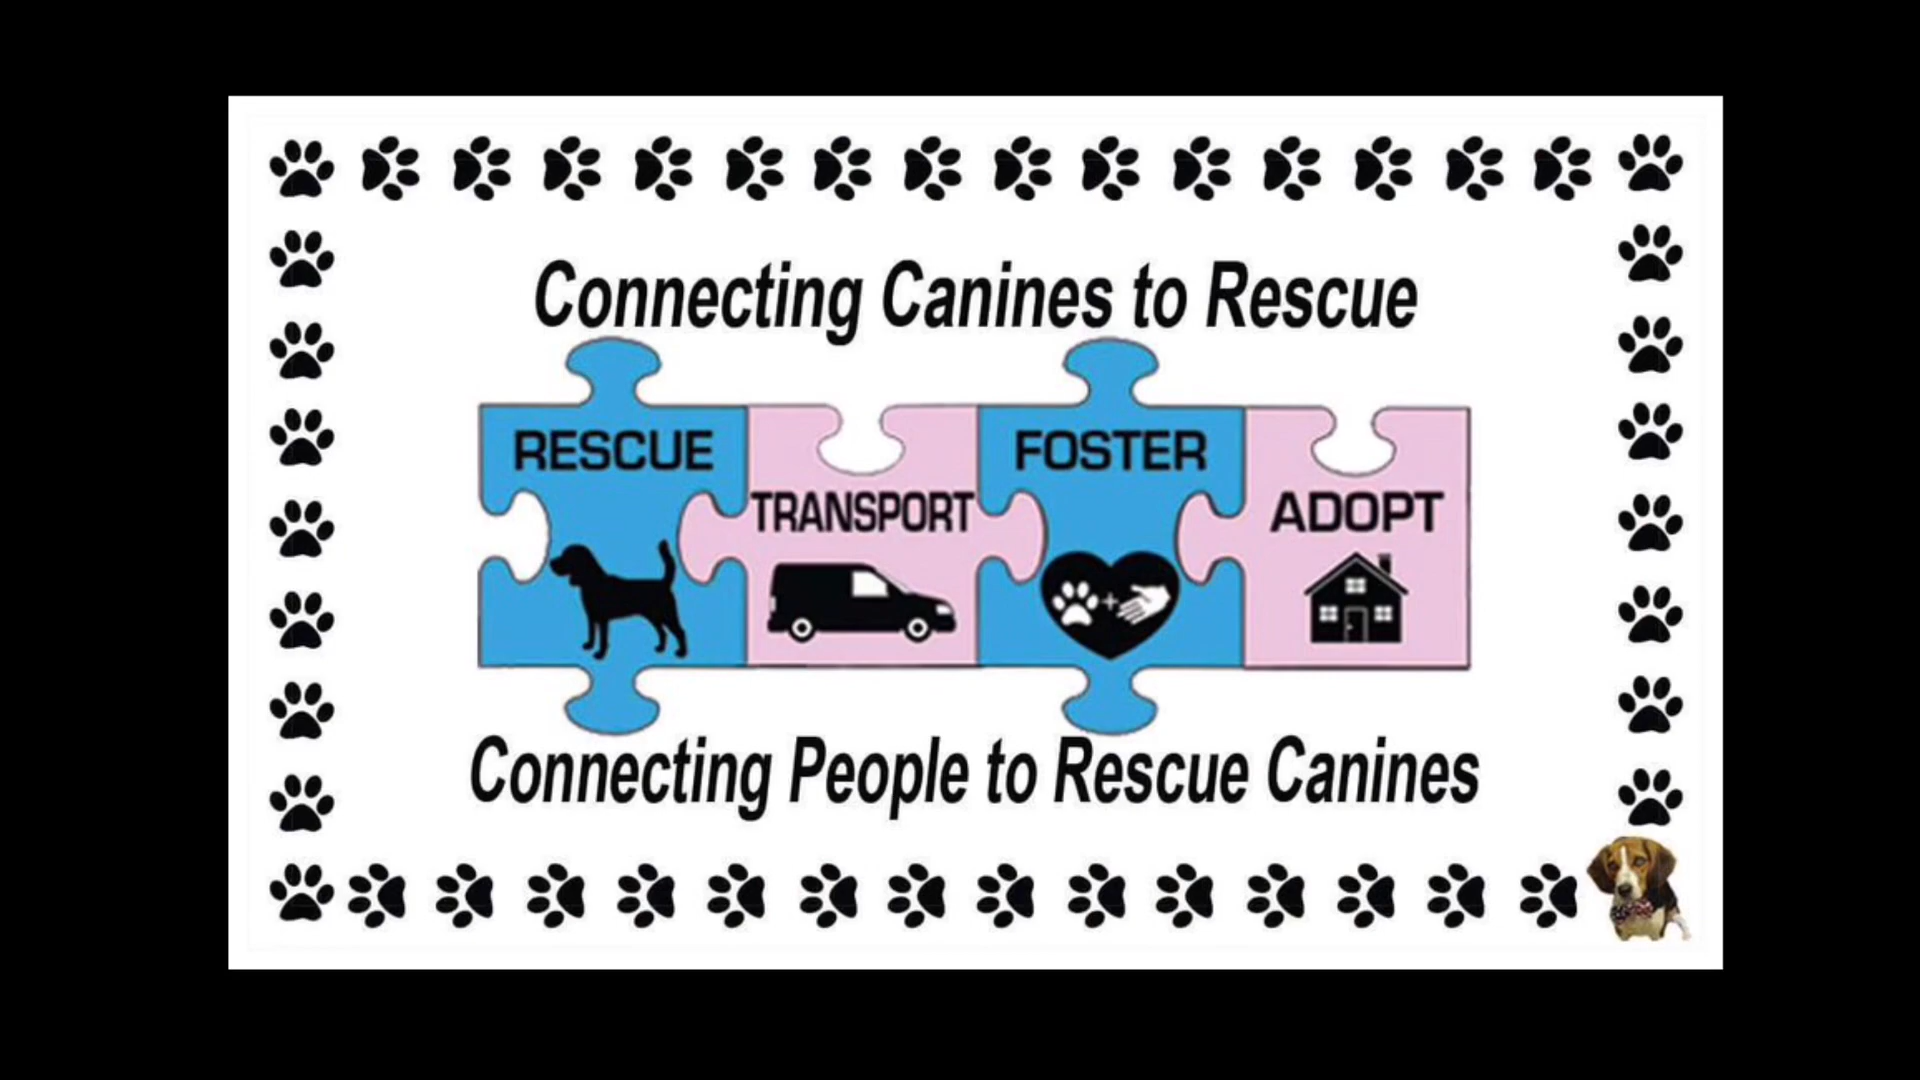 Connecting Canines to Rescue
RESCUE
TRANSPORT
FOSTER
ADOPT
Connecting People to Rescue Canines